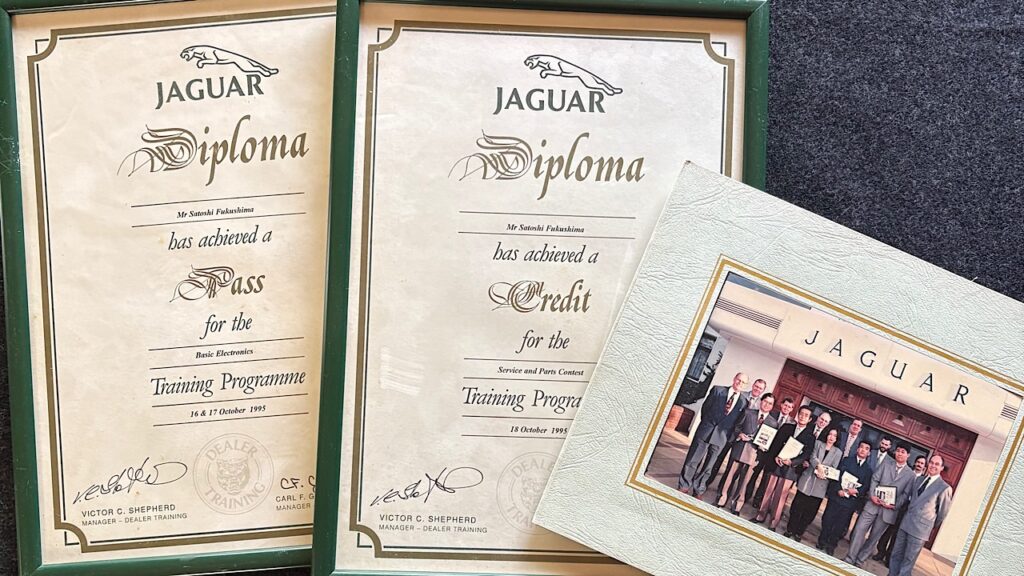 JAGUAR
Diploma
Mr Satoshi Fukushima
has achieved a
Pass
for the
Basic Electronics
Training Programme
16 & 17 October 1995
DEALER
TRAINING
VICTOR C. SHEPHERD
MANAGER – DEALER TRAINING
CARL F. G
MANAGER
JAGUAR
Diploma
Mr Satoshi Fukushima
has achieved a
Credit
for the
Service and Parts Contest
Training Progra
18 October 1995
DEALER
VICTOR C. SHEPHERD
MANAGER – DEALER TRAINING
JAGUAR